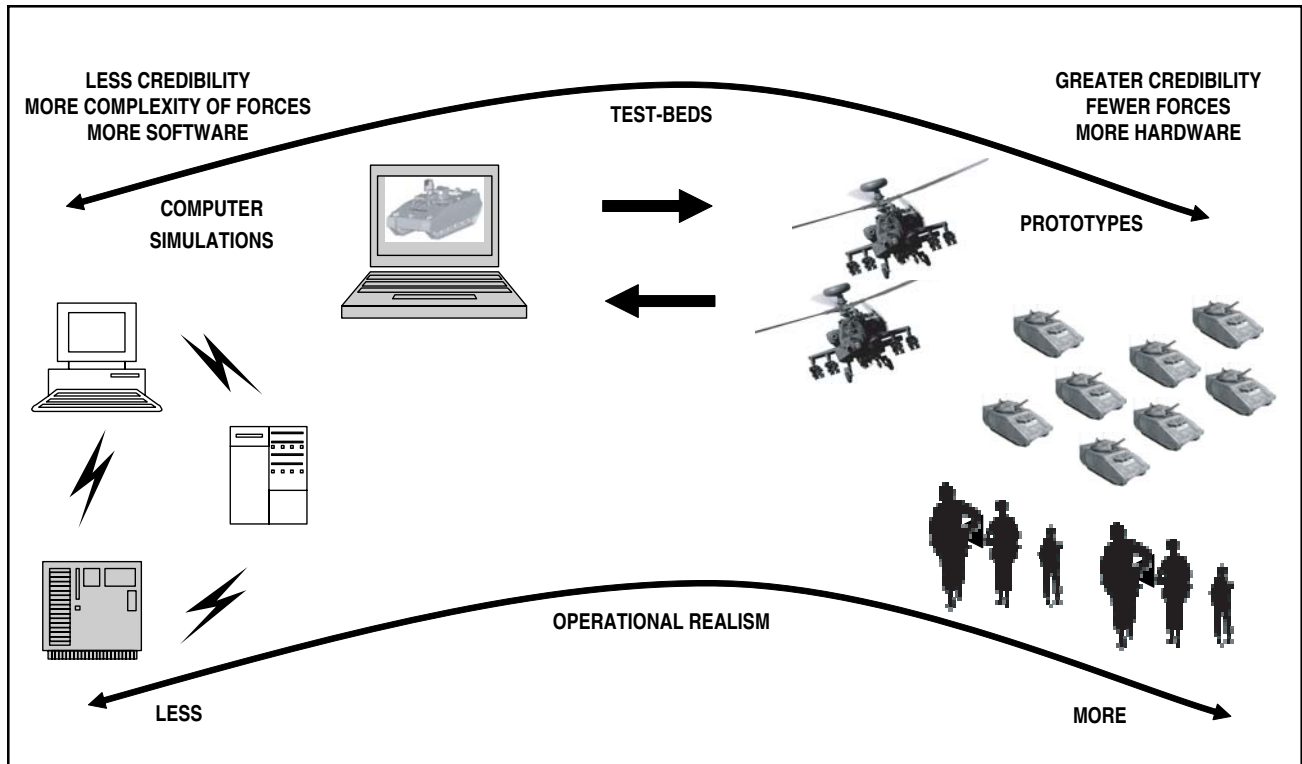 LESS CREDIBILITY
MORE COMPLEXITY OF FORCES
MORE SOFTWARE
TEST-BEDS
GREATER CREDIBILITY
FEWER FORCES
MORE HARDWARE
COMPUTER
SIMULATIONS
PROTOTYPES
OPERATIONAL REALISM
LESS
MORE